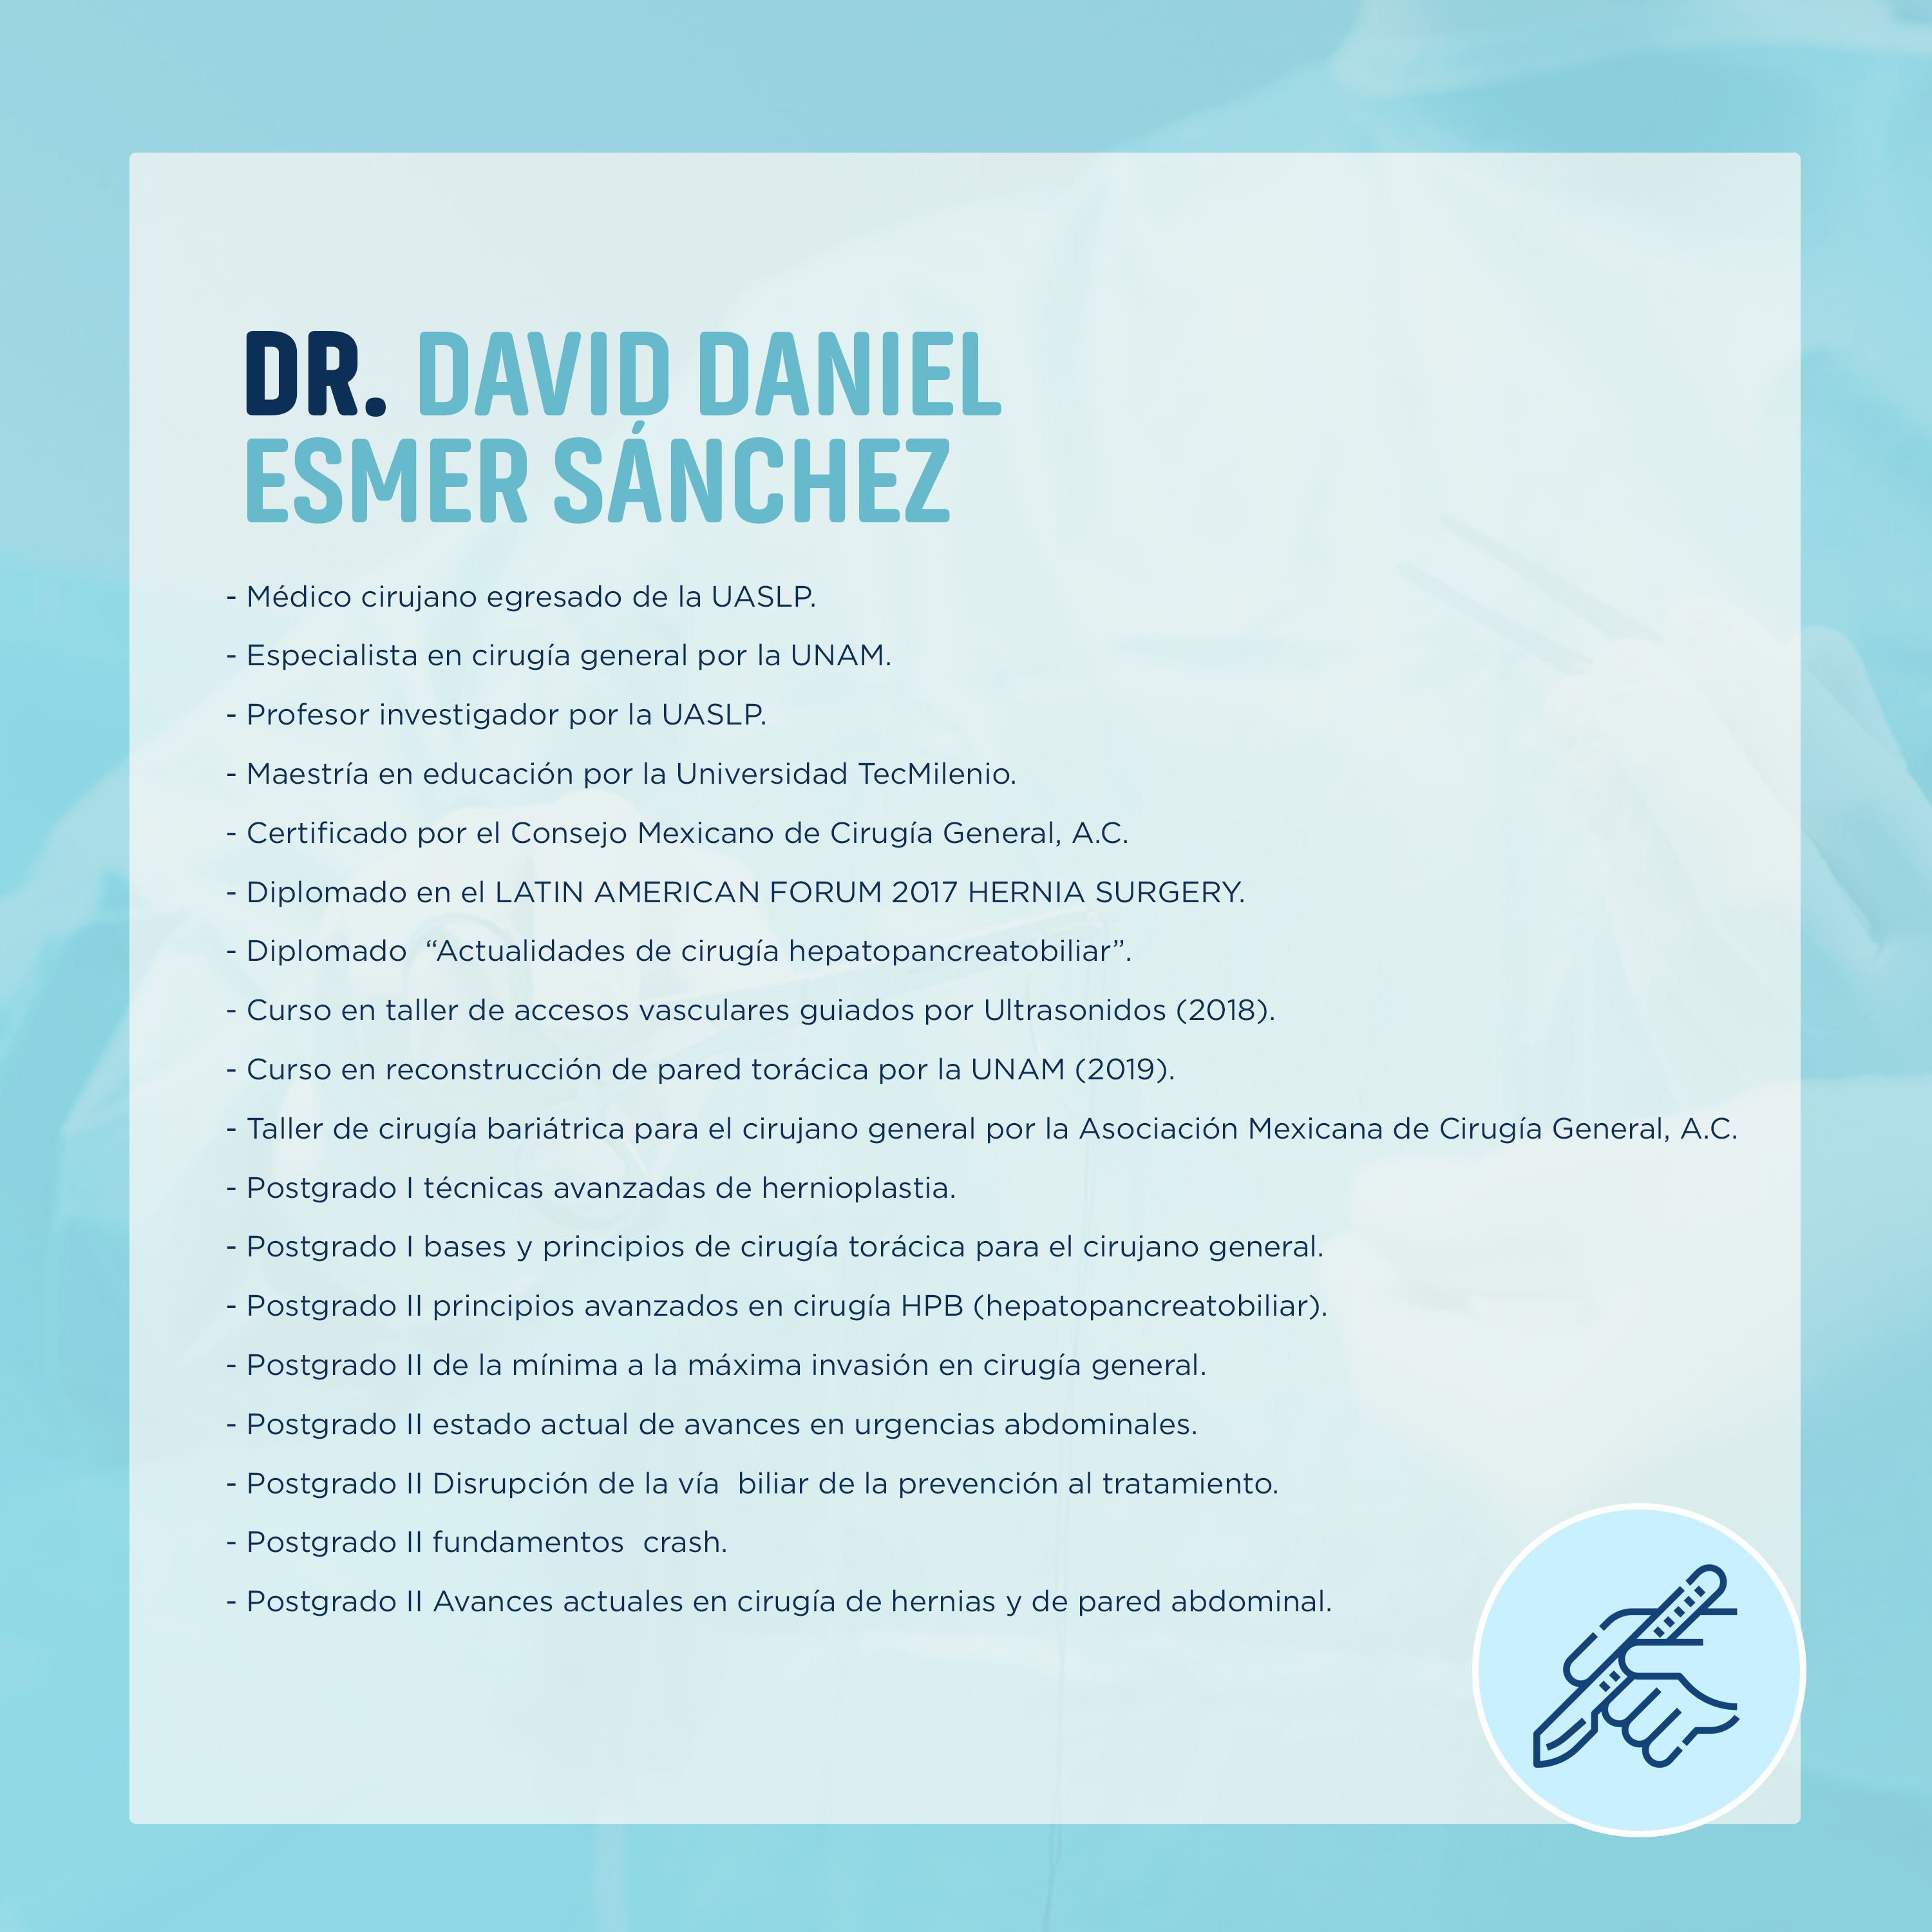 DR. DAVID DANIEL
ESMER SÁNCHEZ
- Médico cirujano egresado de la UASLP.
- Especialista en cirugía general por la UNAM.
- Profesor investigador por la UASLP.
- Maestría en educación por la Universidad TecMilenio.
- Certificado por el Consejo Mexicano de Cirugía General, A.C.
- Diplomado en el LATIN AMERICAN FORUM 2017 HERNIA SURGERY.
- Diplomado  “Actualidades de cirugía hepatopancreatobiliar”.
- Curso en taller de accesos vasculares guiados por Ultrasonidos (2018).
- Curso en reconstrucción de pared torácica por la UNAM (2019).
- Taller de cirugía bariátrica para el cirujano general por la Asociación Mexicana de Cirugía General, A.C.
- Postgrado I técnicas avanzadas de hernioplastia.
- Postgrado I bases y principios de cirugía torácica para el cirujano general.
- Postgrado II principios avanzados en cirugía HPB (hepatopancreatobiliar).
- Postgrado II de la mínima a la máxima invasión en cirugía general.
- Postgrado II estado actual de avances en urgencias abdominales.
- Postgrado II Disrupción de la vía  biliar de la prevención al tratamiento.
- Postgrado II fundamentos  crash.
- Postgrado II Avances actuales en cirugía de hernias y de pared abdominal.